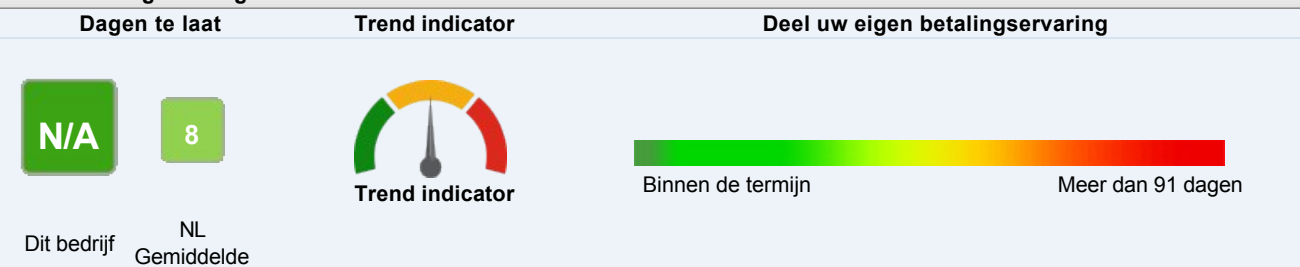 Dagen te laat
Trend indicator
Deel uw eigen betalingservaring
N/A
8
Trend indicator
Binnen de termijn
Meer dan 91 dagen
Dit bedrijf
NL
Gemiddelde